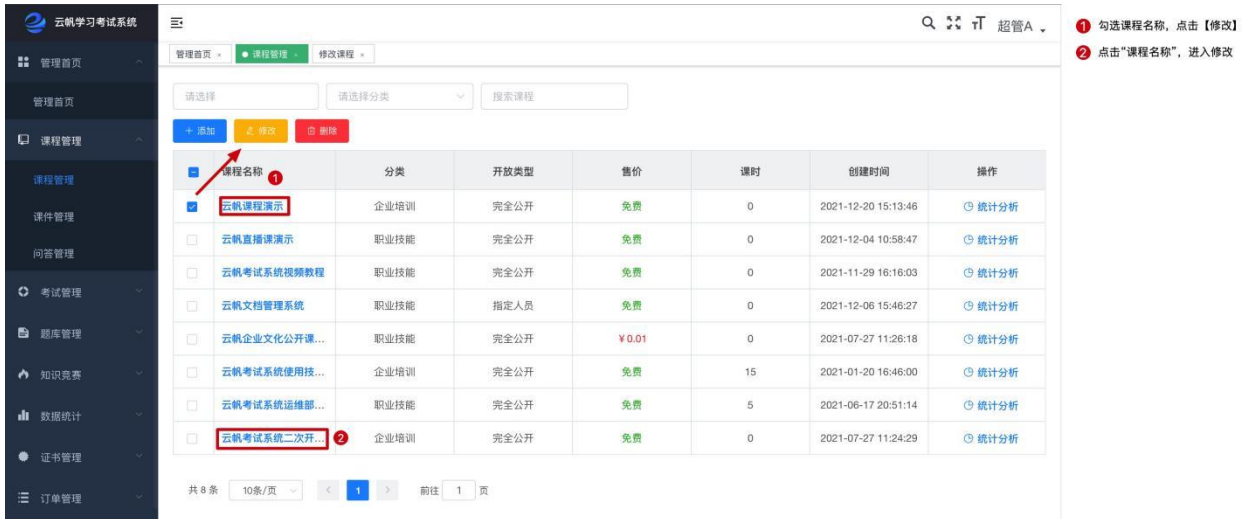 云帆学习考试系统
超管A
1 勾选课程名称，点击【修改】
2 点击“课程名称”，进入修改
管理首页 × 课程管理 × 修改课程 ×
管理首页
管理首页
课程管理
课程管理
课件管理
问答管理
考试管理
题库管理
知识竞赛
数据统计
证书管理
订单管理
请选择 请选择分类 搜索课程
+ 添加 修改 删除
课程名称 1 分类 开放类型 售价 课时 创建时间 操作
云帆课程演示 企业培训 完全公开 免费 0 2021-12-20 15:13:46 统计分析
云帆直播课演示 职业技能 完全公开 免费 0 2021-12-04 10:58:47 统计分析
云帆考试系统视频教程 职业技能 完全公开 免费 0 2021-11-29 16:16:03 统计分析
云帆文档管理系统 职业技能 指定人员 免费 0 2021-12-06 15:46:27 统计分析
云帆企业文化公开课... 职业技能 完全公开 ¥0.01 0 2021-07-27 11:26:18 统计分析
云帆考试系统使用技... 企业培训 完全公开 免费 15 2021-01-20 16:46:00 统计分析
云帆考试系统运维部... 职业技能 完全公开 免费 5 2021-06-17 20:51:14 统计分析
云帆考试系统二次开... 2 企业培训 完全公开 免费 0 2021-07-27 11:24:29 统计分析
共 8 条 10条/页 < 1 > 前往 1 页